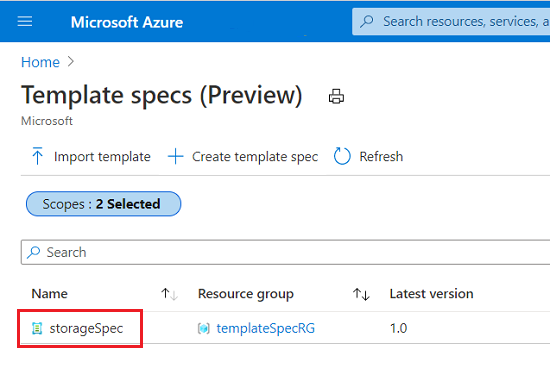 Microsoft Azure
Search resources, services, a
Home
Template specs (Preview)
Microsoft
Import template Create template spec Refresh
Scopes : 2 Selected
Search
Name Resource group Latest version
storageSpec templateSpecRG 1.0